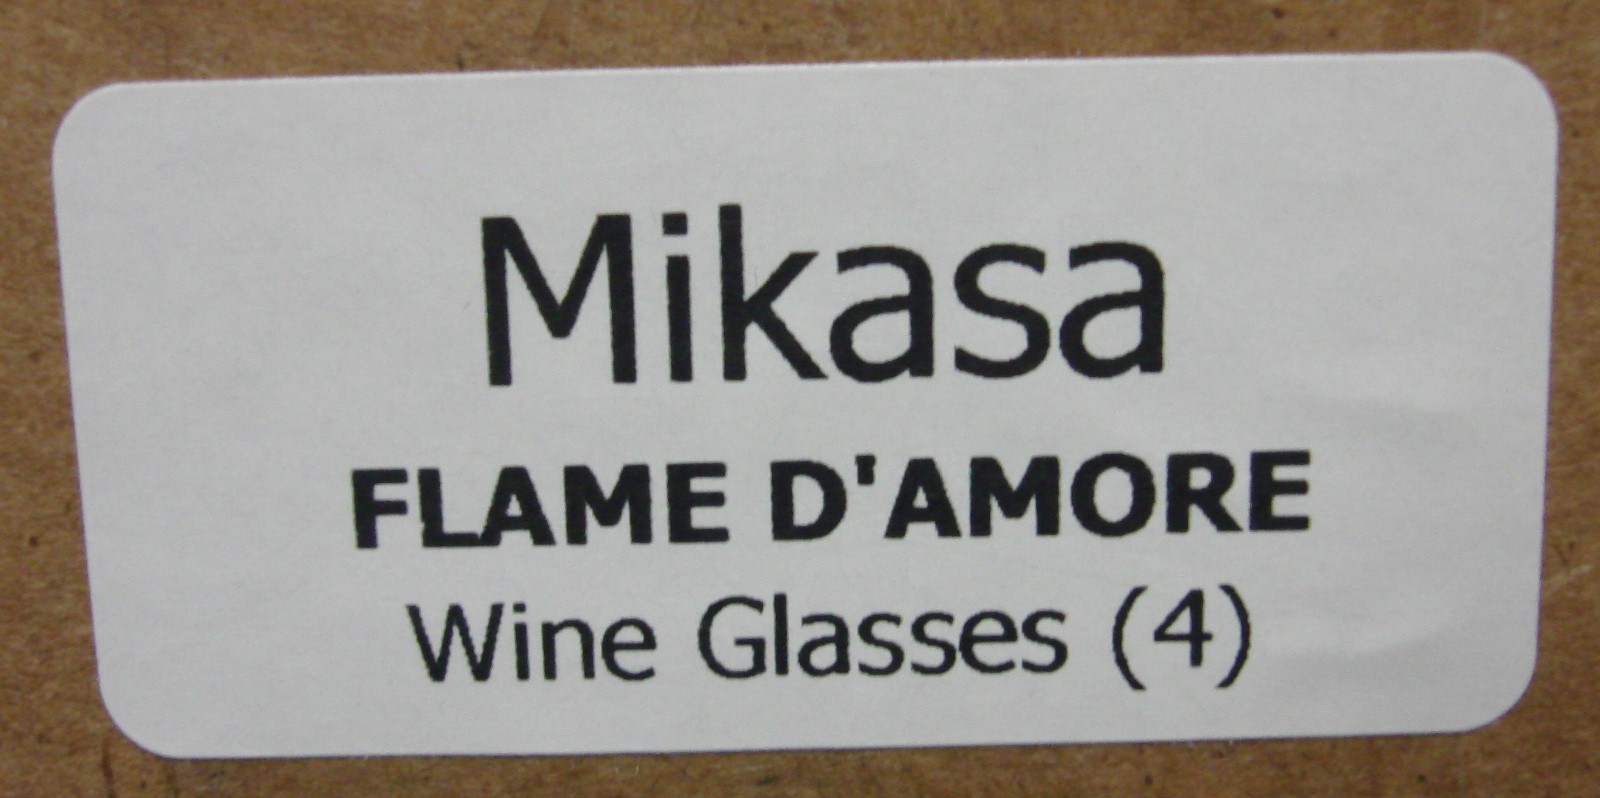 Mikasa
FLAME D'AMORE
Wine Glasses (4)